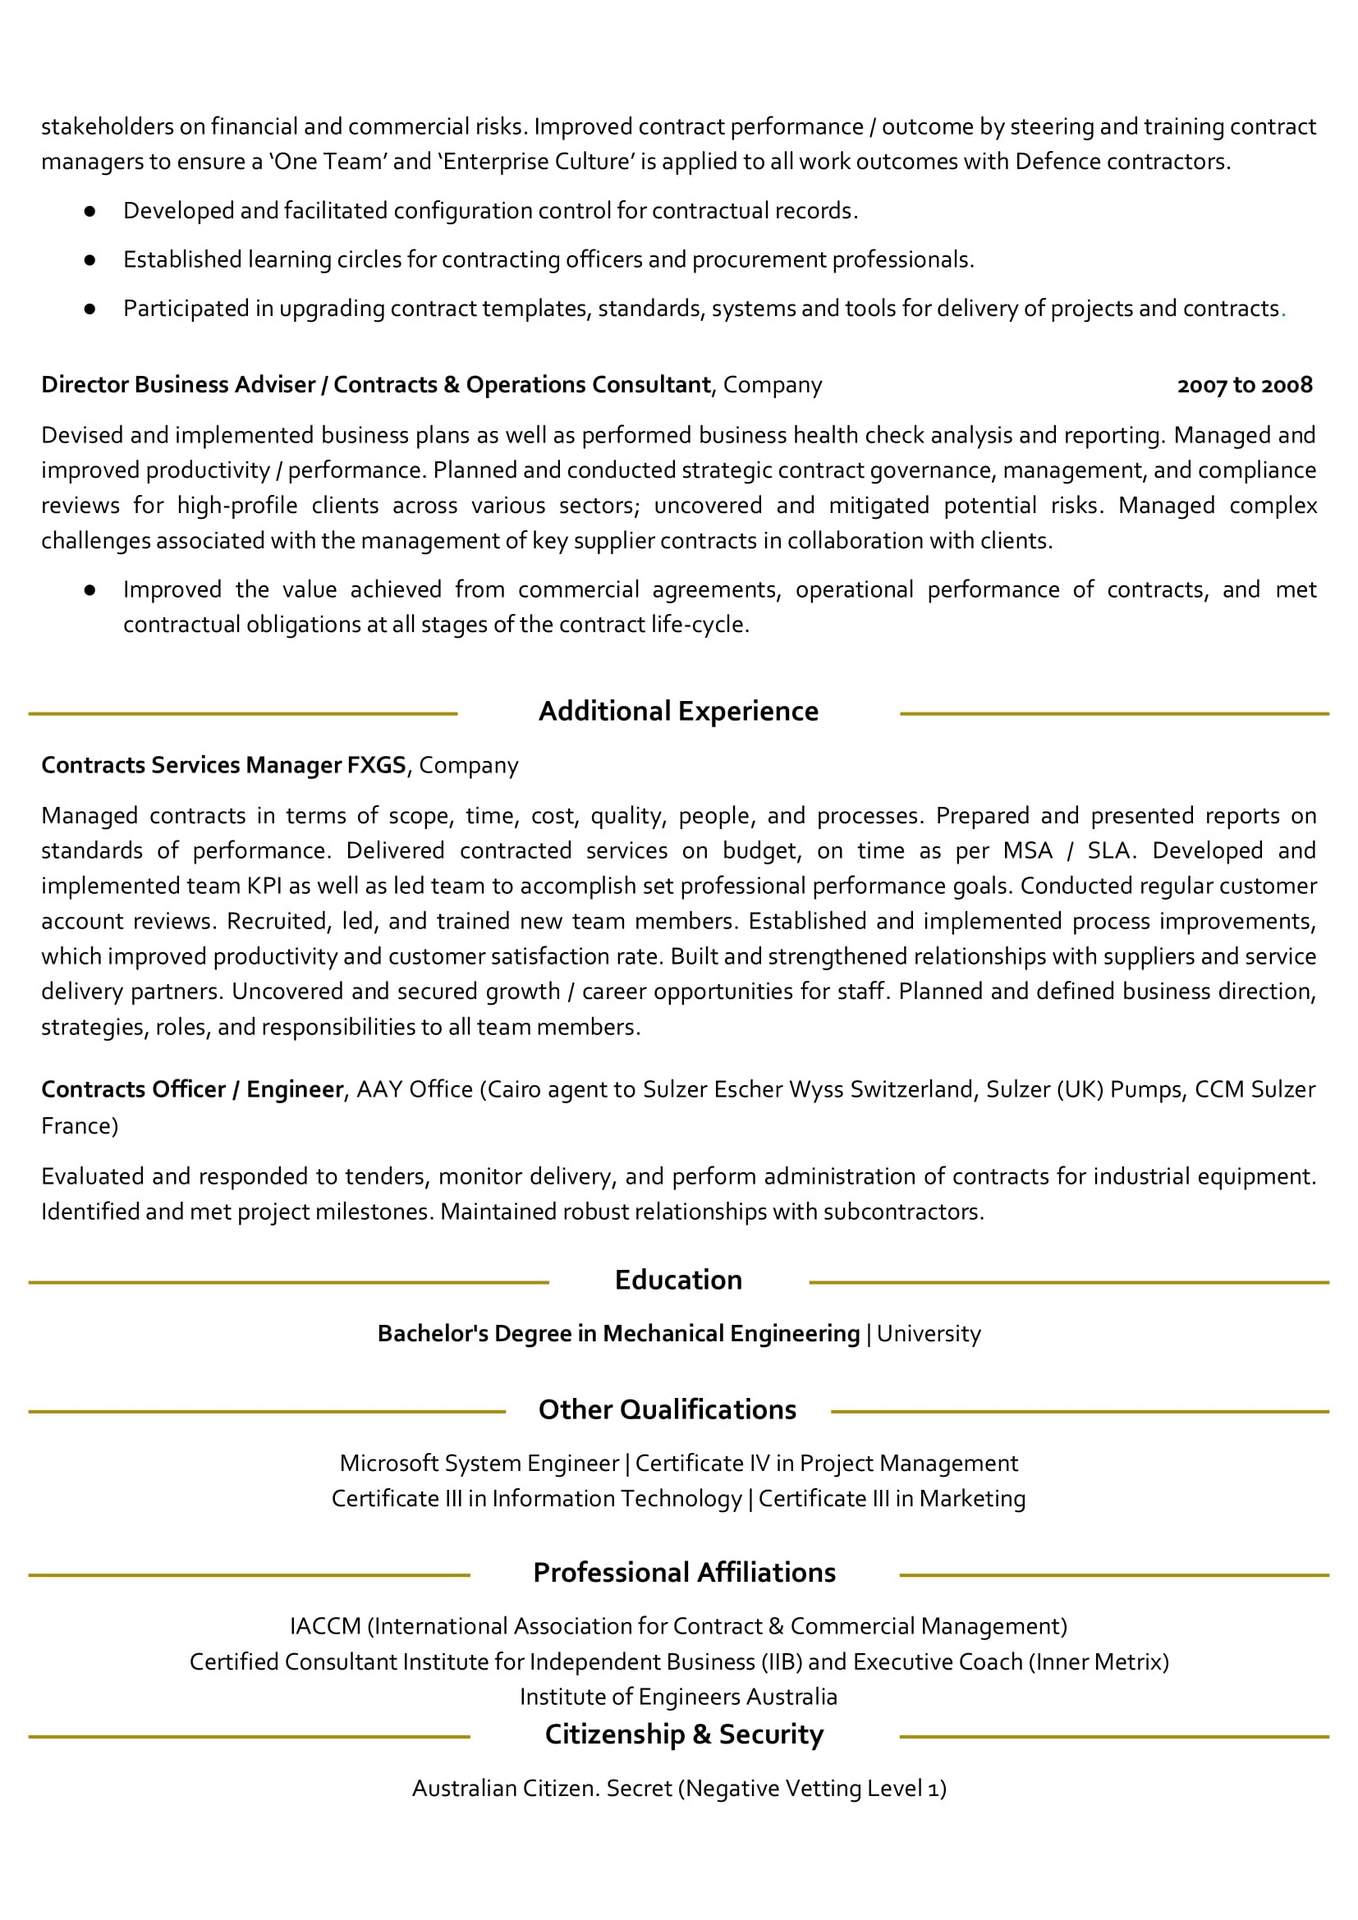 stakeholders on financial and commercial risks. Improved contract performance / outcome by steering and training contract
managers to ensure a ‘One Team’ and ‘Enterprise Culture’ is applied to all work outcomes with Defence contractors.
● Developed and facilitated configuration control for contractual records.
● Established learning circles for contracting officers and procurement professionals.
● Participated in upgrading contract templates, standards, systems and tools for delivery of projects and contracts.
Director Business Adviser / Contracts & Operations Consultant, Company 2007 to 2008
Devised and implemented business plans as well as performed business health check analysis and reporting. Managed and
improved productivity / performance. Planned and conducted strategic contract governance, management, and compliance
reviews for high-profile clients across various sectors; uncovered and mitigated potential risks. Managed complex
challenges associated with the management of key supplier contracts in collaboration with clients.
● Improved the value achieved from commercial agreements, operational performance of contracts, and met
contractual obligations at all stages of the contract life-cycle.
Additional Experience
Contracts Services Manager FXGS, Company
Managed contracts in terms of scope, time, cost, quality, people, and processes. Prepared and presented reports on
standards of performance. Delivered contracted services on budget, on time as per MSA / SLA. Developed and
implemented team KPI as well as led team to accomplish set professional performance goals. Conducted regular customer
account reviews. Recruited, led, and trained new team members. Established and implemented process improvements,
which improved productivity and customer satisfaction rate. Built and strengthened relationships with suppliers and service
delivery partners. Uncovered and secured growth / career opportunities for staff. Planned and defined business direction,
strategies, roles, and responsibilities to all team members.
Contracts Officer / Engineer, AAY Office (Cairo agent to Sulzer Escher Wyss Switzerland, Sulzer (UK) Pumps, CCM Sulzer
France)
Evaluated and responded to tenders, monitor delivery, and perform administration of contracts for industrial equipment.
Identified and met project milestones. Maintained robust relationships with subcontractors.
Education
Bachelor's Degree in Mechanical Engineering | University
Other Qualifications
Microsoft System Engineer | Certificate IV in Project Management
Certificate III in Information Technology | Certificate III in Marketing
Professional Affiliations
IACCM (International Association for Contract & Commercial Management)
Certified Consultant Institute for Independent Business (IIB) and Executive Coach (Inner Metrix)
Institute of Engineers Australia
Citizenship & Security
Australian Citizen. Secret (Negative Vetting Level 1)